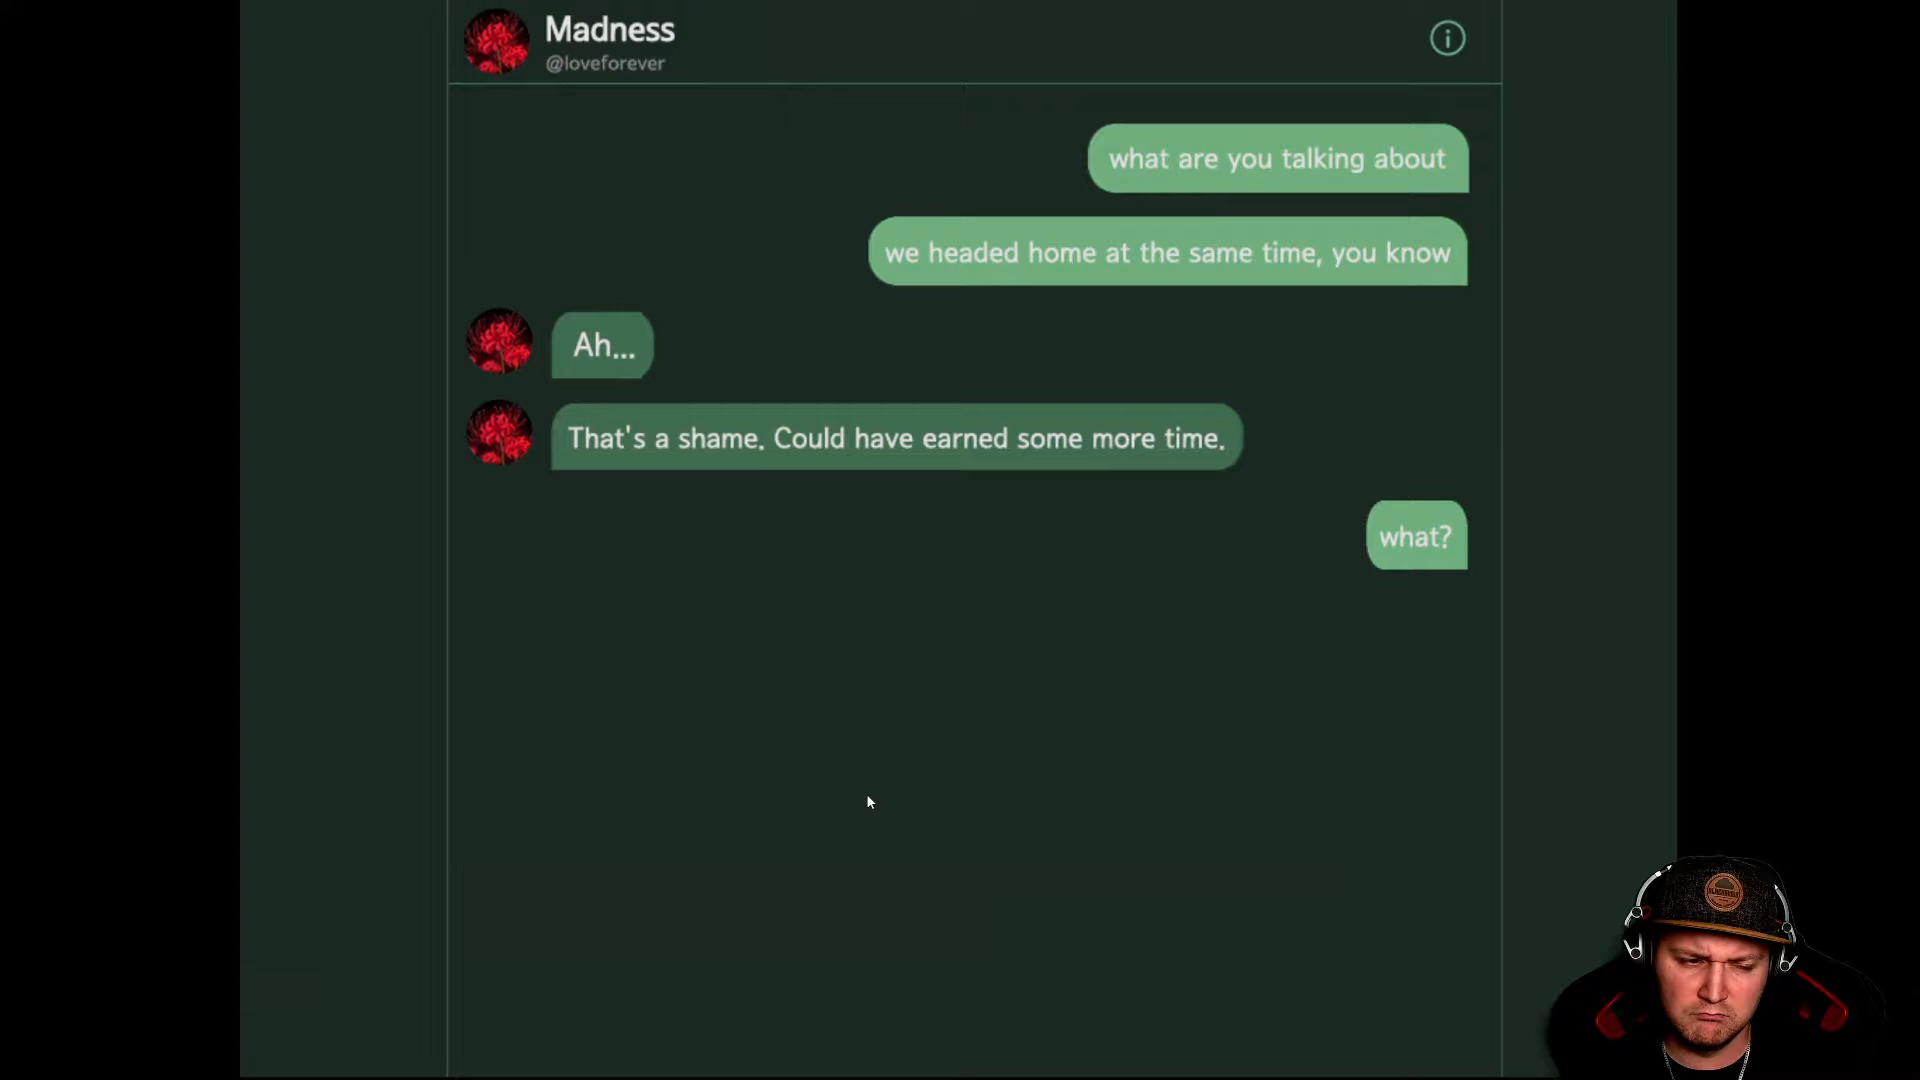 Madness
@loveforever
what are you talking about
we headed home at the same time, you know
Ah...
That's a shame. Could have earned some more time.
what?